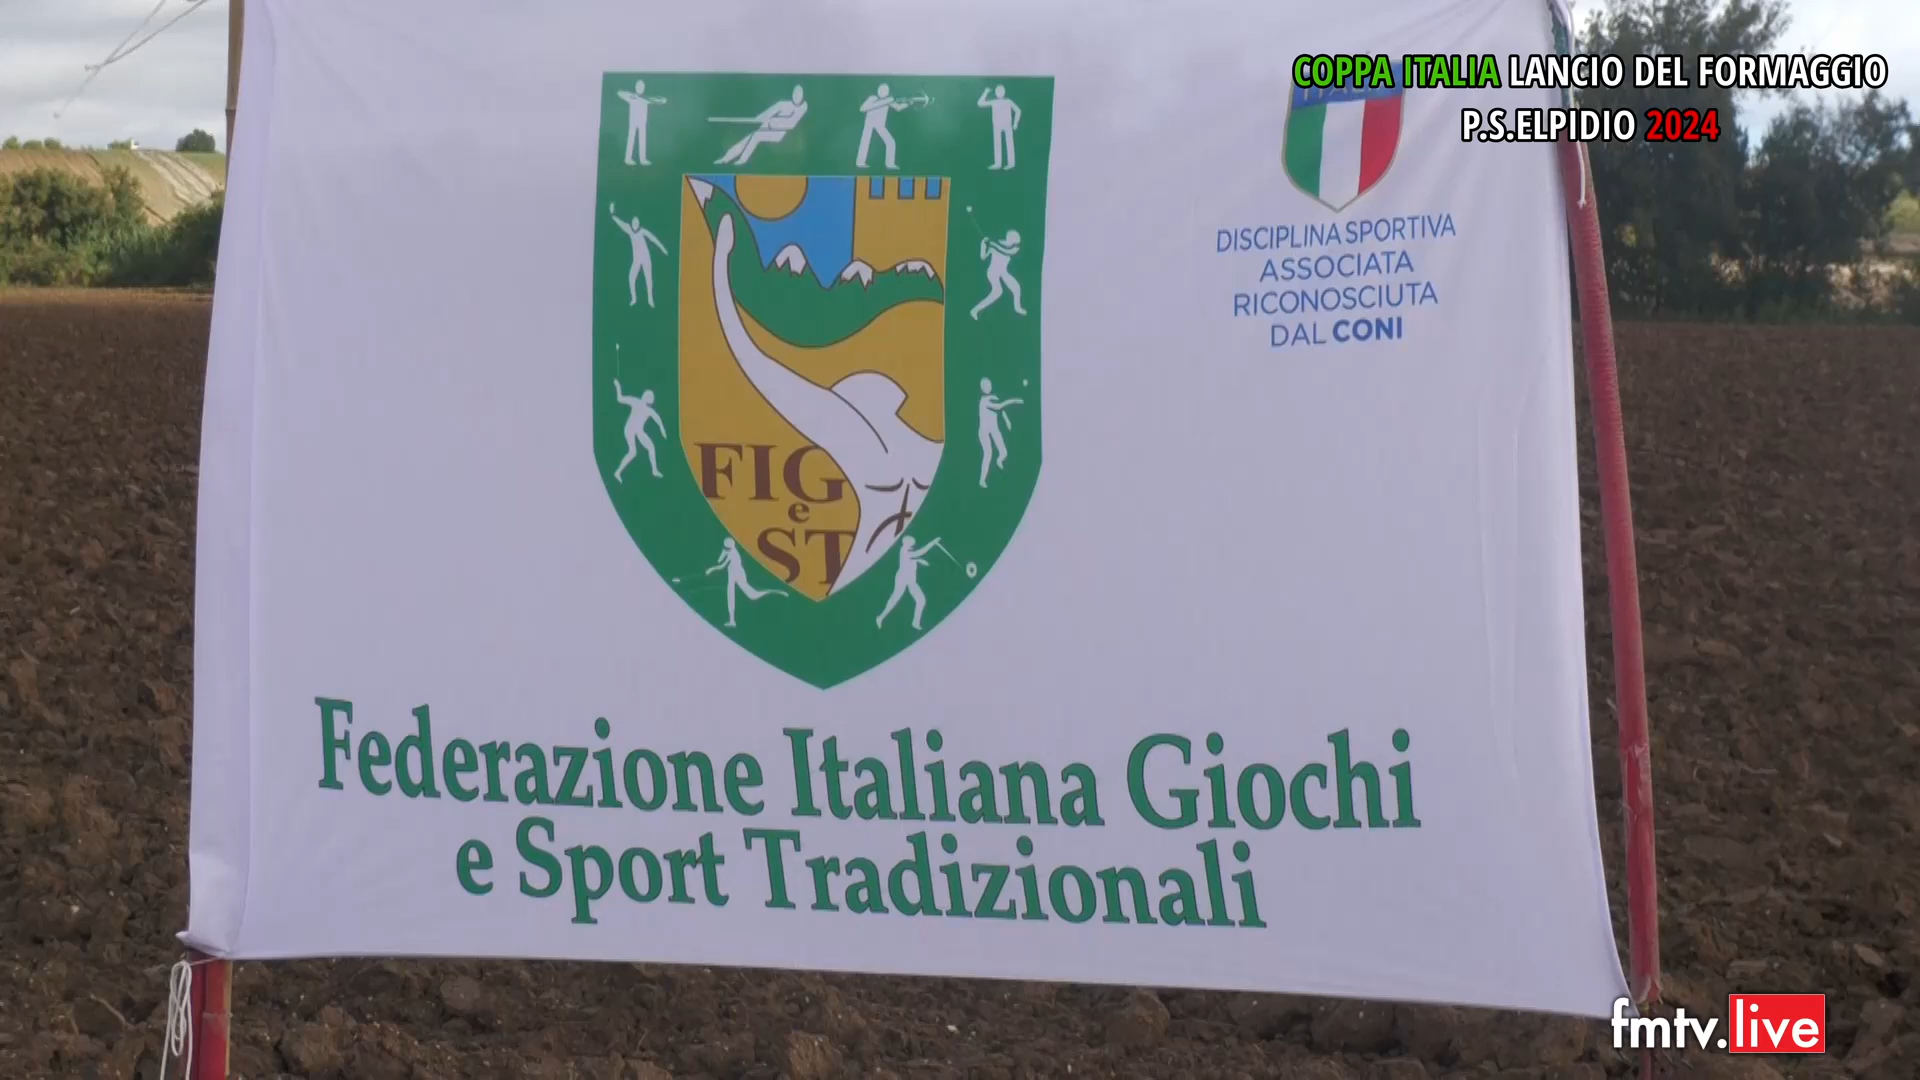 COPPA ITALIA LANCIO DEL FORMAGGIO
P.S.ELPIDIO 2024
ITALIA
DISCIPLINA SPORTIVA
ASSOCIATA
RICONOSCIUTA
DAL CONI
FIG
e
ST
Federazione Italiana Giochi
e Sport Tradizionali
fmtv.live